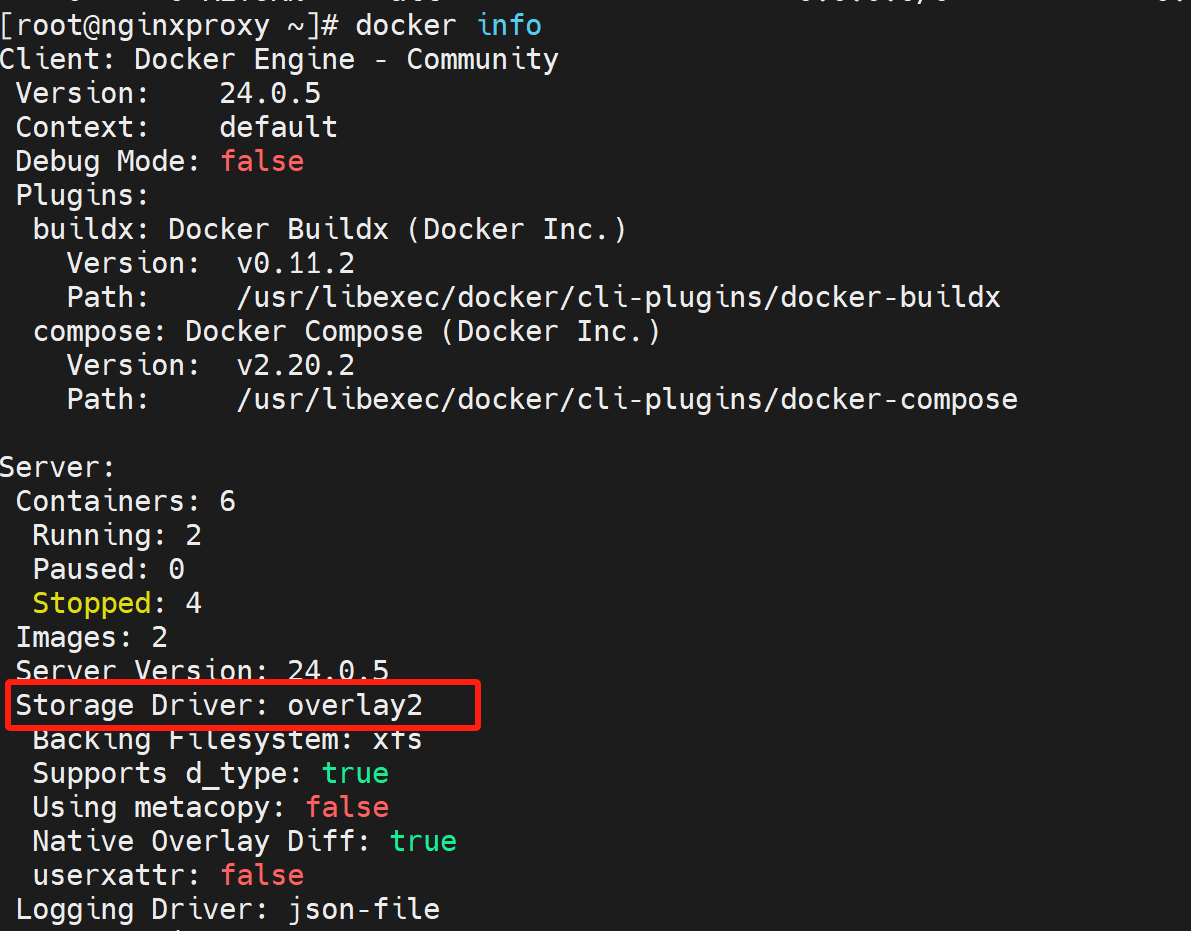 [root@nginxproxy ~]# docker info
Client: Docker Engine - Community
 Version:    24.0.5
 Context:    default
 Debug Mode: false
 Plugins:
  buildx: Docker Buildx (Docker Inc.)
    Version:  v0.11.2
    Path:     /usr/libexec/docker/cli-plugins/docker-buildx
  compose: Docker Compose (Docker Inc.)
    Version:  v2.20.2
    Path:     /usr/libexec/docker/cli-plugins/docker-compose

Server:
 Containers: 6
  Running: 2
  Paused: 0
  Stopped: 4
 Images: 2
 Server Version: 24.0.5
 Storage Driver: overlay2
  Backing Filesystem: xfs
  Supports d_type: true
  Using metacopy: false
  Native Overlay Diff: true
  userxattr: false
 Logging Driver: json-file